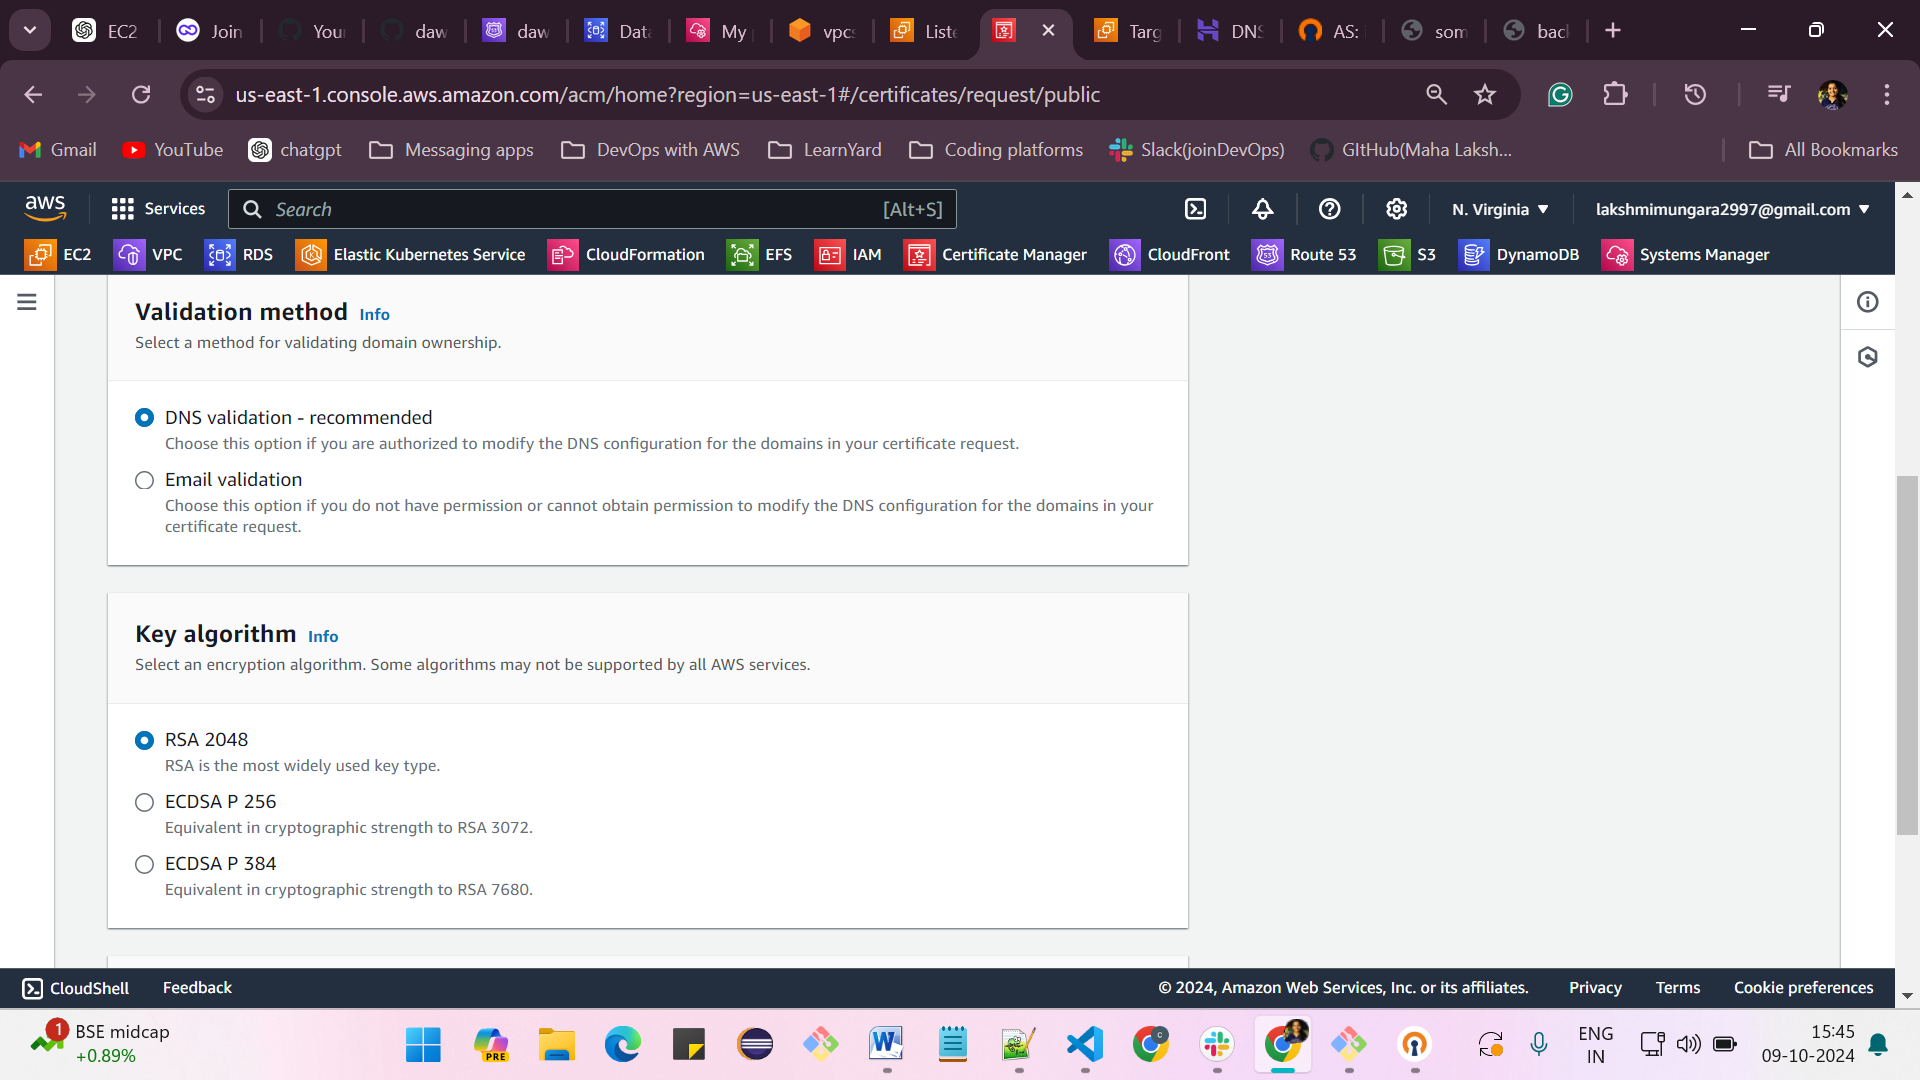 EC2
Join
You
daw
daw
Data
My
vpcs
Liste
Targ
DNS
AS:
som
back
us-east-1.console.aws.amazon.com/acm/home?region=us-east-1#/certificates/request/public
Gmail
YouTube
chatgpt
Messaging apps
DevOps with AWS
LearnYard
Coding platforms
Slack(joinDevOps)
GItHub(Maha Laksh...
All Bookmarks
aws
Services
Search
[Alt+S]
N. Virginia
lakshmimungara2997@gmail.com
EC2
VPC
RDS
Elastic Kubernetes Service
CloudFormation
EFS
IAM
Certificate Manager
CloudFront
Route 53
S3
DynamoDB
Systems Manager
Validation method Info
Select a method for validating domain ownership.
DNS validation - recommended
Choose this option if you are authorized to modify the DNS configuration for the domains in your certificate request.
Email validation
Choose this option if you do not have permission or cannot obtain permission to modify the DNS configuration for the domains in your
certificate request.
Key algorithm Info
Select an encryption algorithm. Some algorithms may not be supported by all AWS services.
RSA 2048
RSA is the most widely used key type.
ECDSA P 256
Equivalent in cryptographic strength to RSA 3072.
ECDSA P 384
Equivalent in cryptographic strength to RSA 7680.
CloudShell
Feedback
© 2024, Amazon Web Services, Inc. or its affiliates.
Privacy
Terms
Cookie preferences
1
BSE midcap
+0.89%
PRE
ENG
IN
15:45
09-10-2024